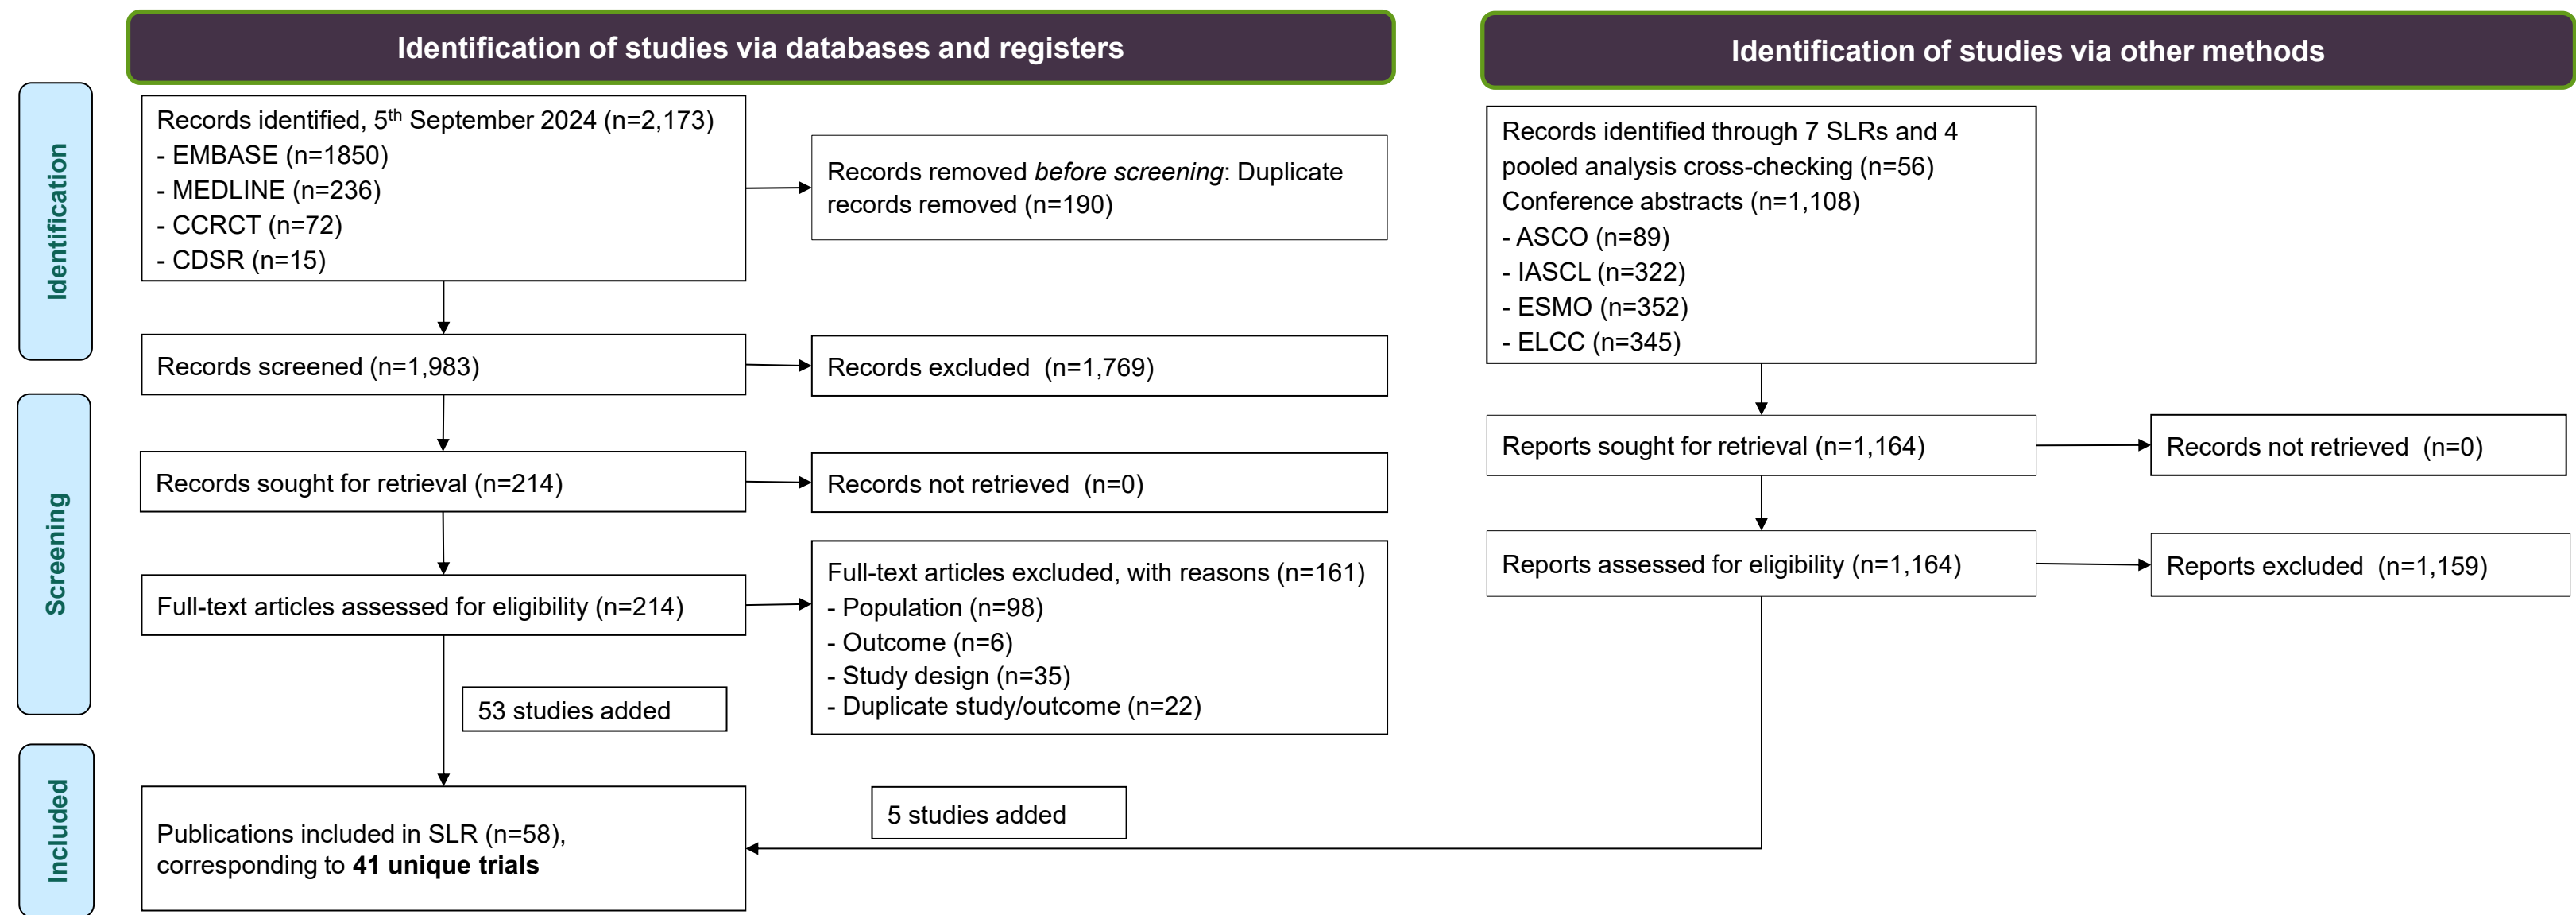 Identification of studies via databases and registers
Identification of studies via other methods
Identification
Records identified, 5th September 2024 (n=2,173)
- EMBASE (n=1850)
- MEDLINE (n=236)
- CCRCT (n=72)
- CDSR (n=15)
Records removed before screening: Duplicate
records removed (n=190)
Records identified through 7 SLRs and 4
pooled analysis cross-checking (n=56)
Conference abstracts (n=1,108)
- ASCO (n=89)
- IASCL (n=322)
- ESMO (n=352)
- ELCC (n=345)
Records screened (n=1,983)
Records excluded (n=1,769)
Screening
Records sought for retrieval (n=214)
Records not retrieved (n=0)
Reports sought for retrieval (n=1,164)
Records not retrieved (n=0)
Full-text articles assessed for eligibility (n=214)
Full-text articles excluded, with reasons (n=161)
- Population (n=98)
- Outcome (n=6)
- Study design (n=35)
- Duplicate study/outcome (n=22)
Reports assessed for eligibility (n=1,164)
Reports excluded (n=1,159)
53 studies added
Included
Publications included in SLR (n=58),
corresponding to 41 unique trials
5 studies added